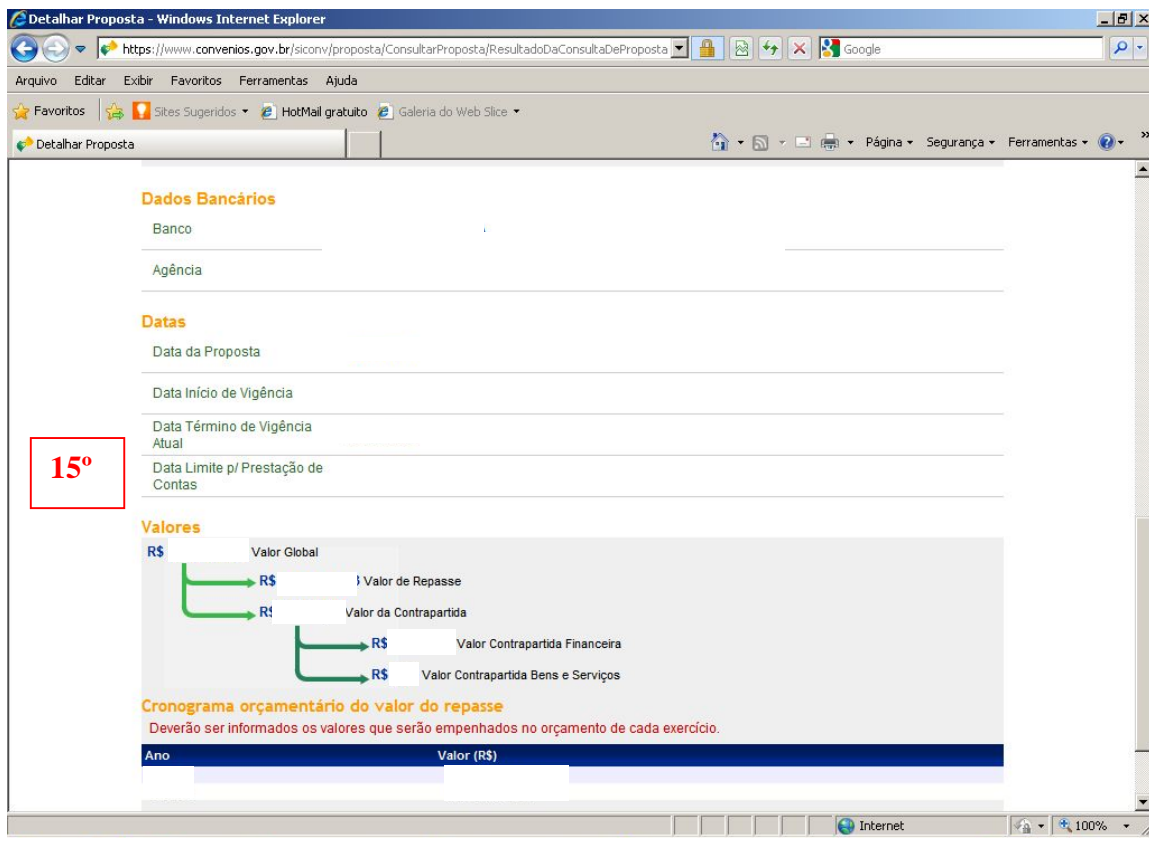 Detalhar Proposta - Windows Internet Explorer
https://www.convenios.gov.br/siconv/proposta/ConsultarProposta/ResultadoDaConsultaDeProposta
Google
Arquivo Editar Exibir Favoritos Ferramentas Ajuda
Favoritos Sites Sugeridos HotMail gratuito Galeria do Web Slice
Detalhar Proposta
Página Segurança Ferramentas »
Dados Bancários
Banco
Agência
Datas
Data da Proposta
Data Início de Vigência
Data Término de Vigência
Atual
15º
Data Limite p/ Prestação de
Contas
Valores
R$ Valor Global
R$ Valor de Repasse
R$ Valor da Contrapartida
R$ Valor Contrapartida Financeira
R$ Valor Contrapartida Bens e Serviços
Cronograma orçamentário do valor do repasse
Deverão ser informados os valores que serão empenhados no orçamento de cada exercício.
Ano Valor (R$)
Internet 100%